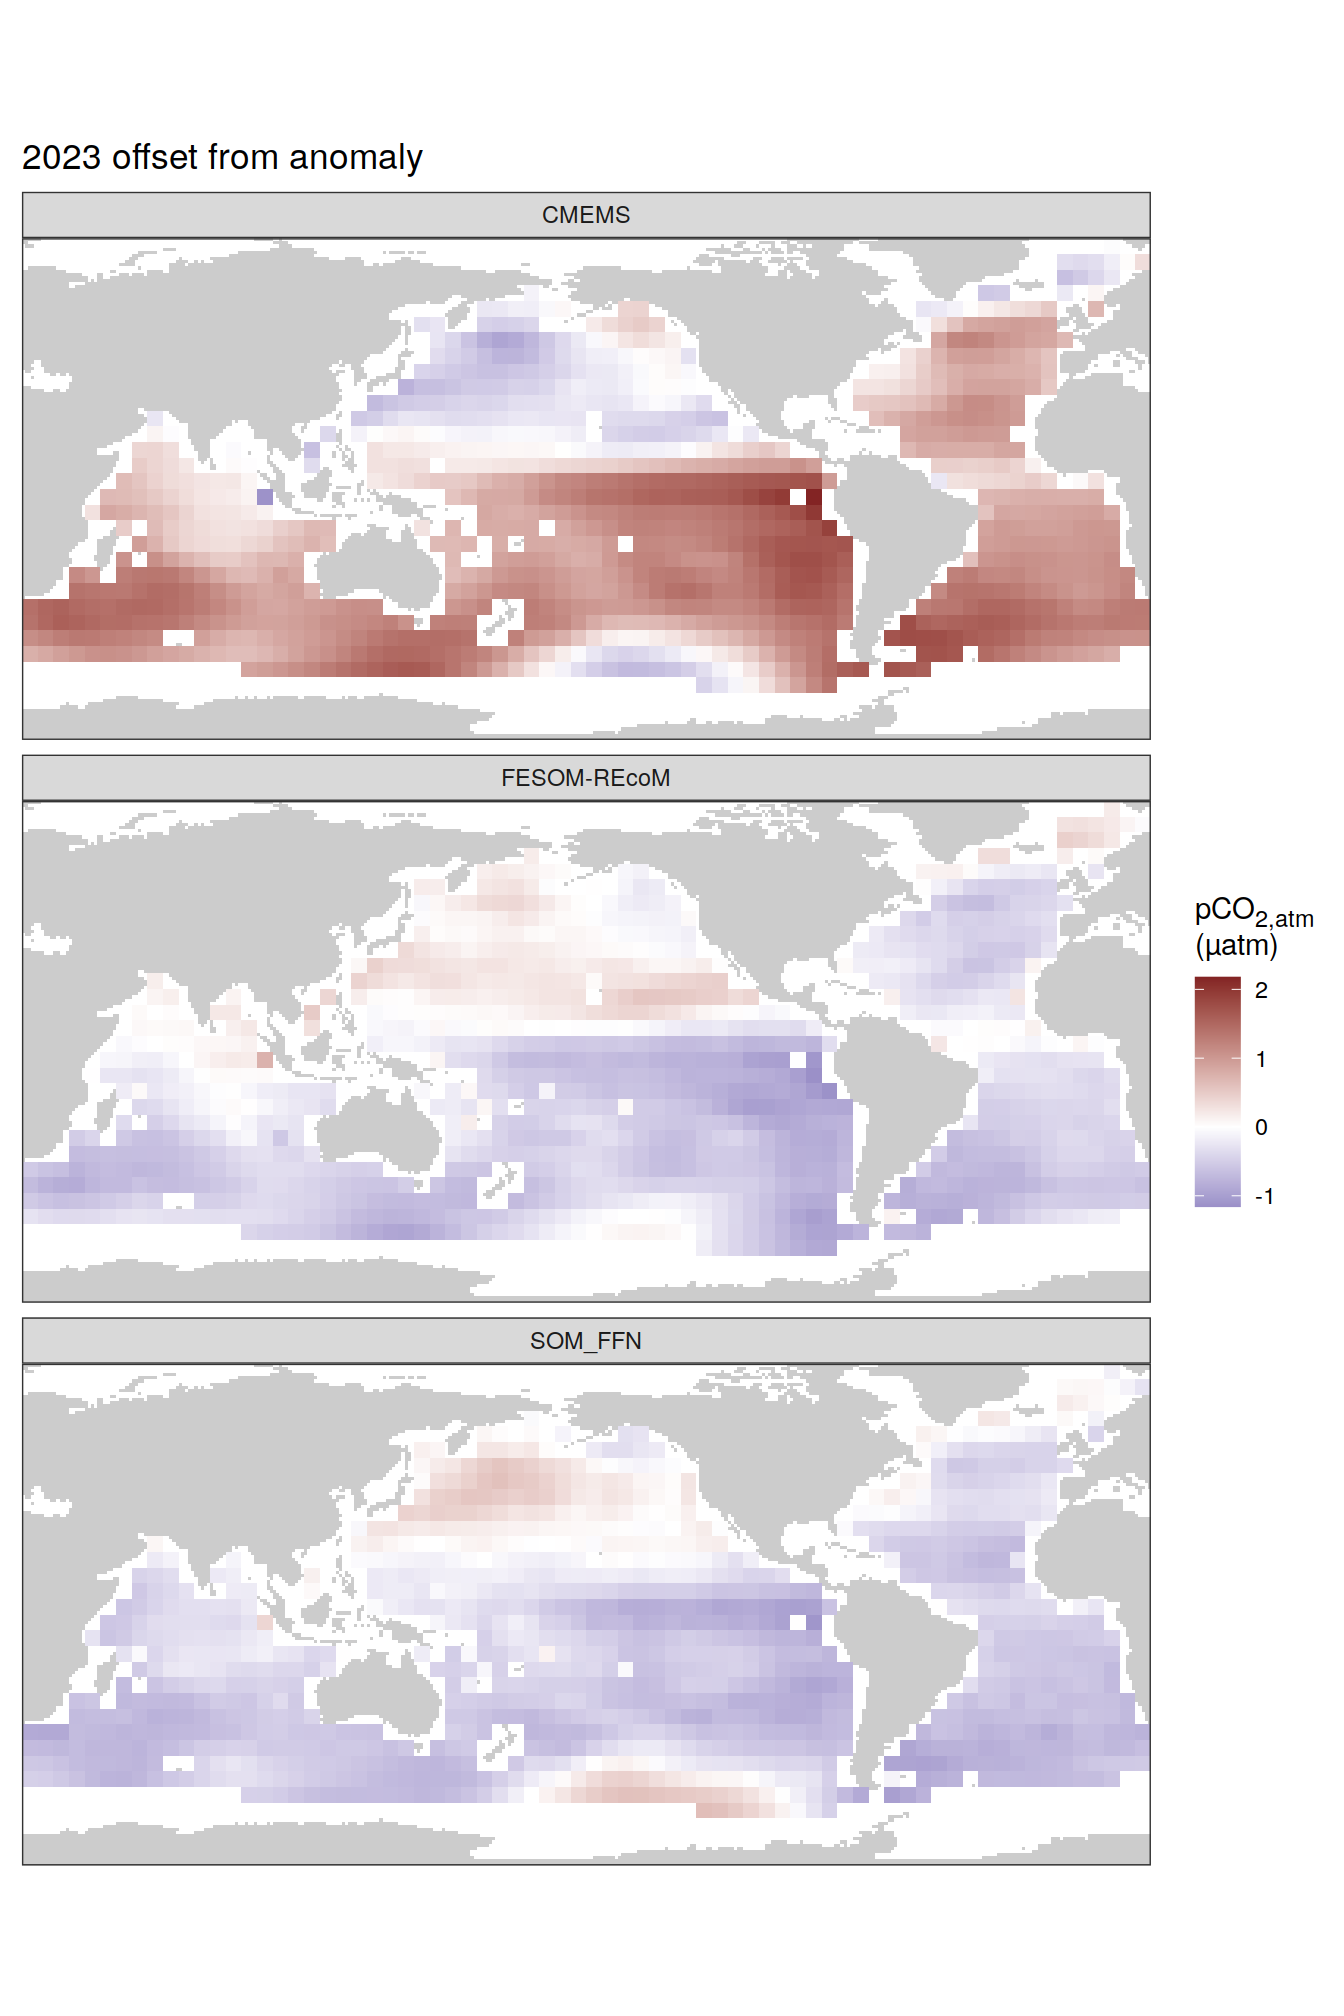 2023 offset from anomaly
CMEMS
FESOM-REcoM
pCO2,atm
(µatm)
2
1
0
-1
SOM_FFN